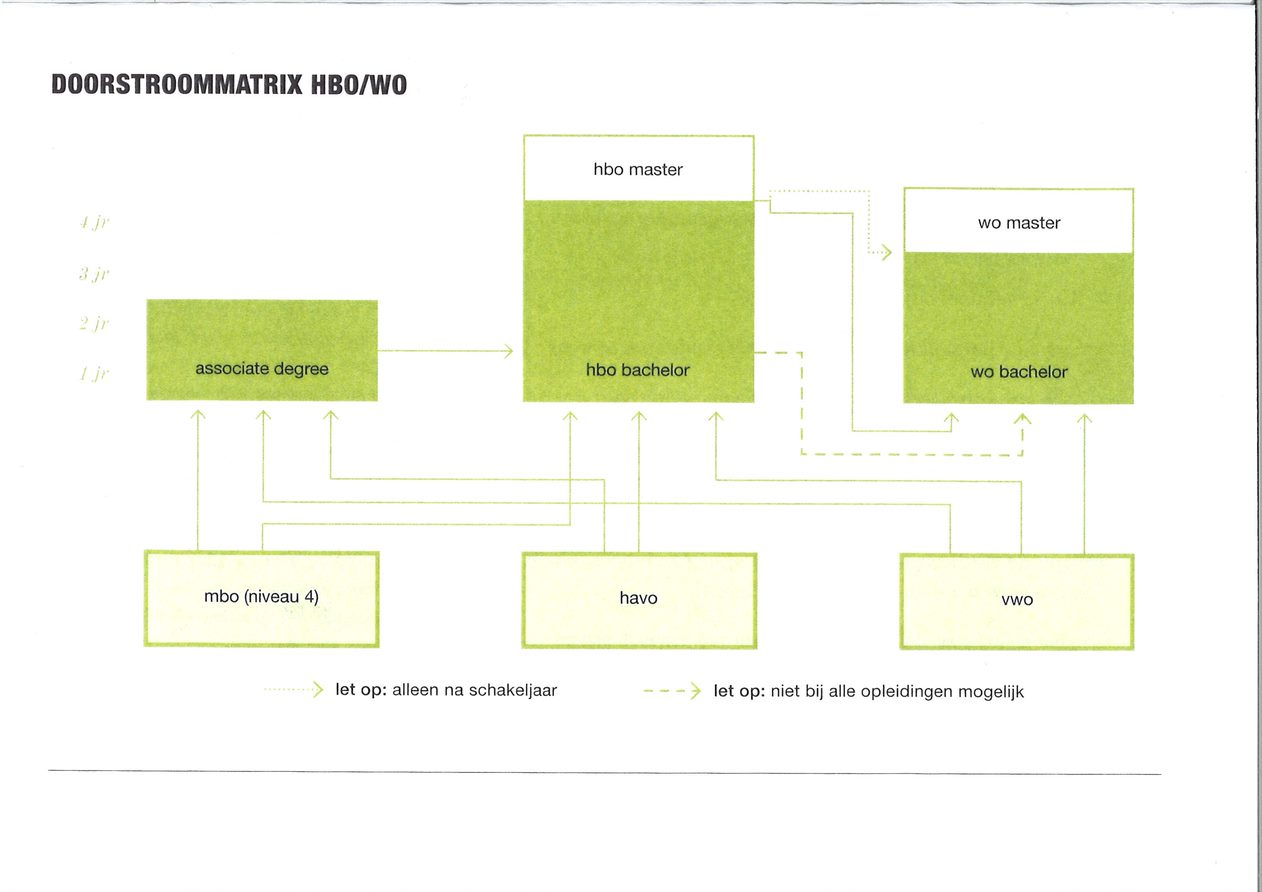 DOORSTROOMMATRIX HBO/WO
hbo master
wo master
4 jr
3 jr
2 jr
1 jr
associate degree
hbo bachelor
wo bachelor
mbo (niveau 4)
havo
vwo
let op: alleen na schakeljaar
let op: niet bij alle opleidingen mogelijk